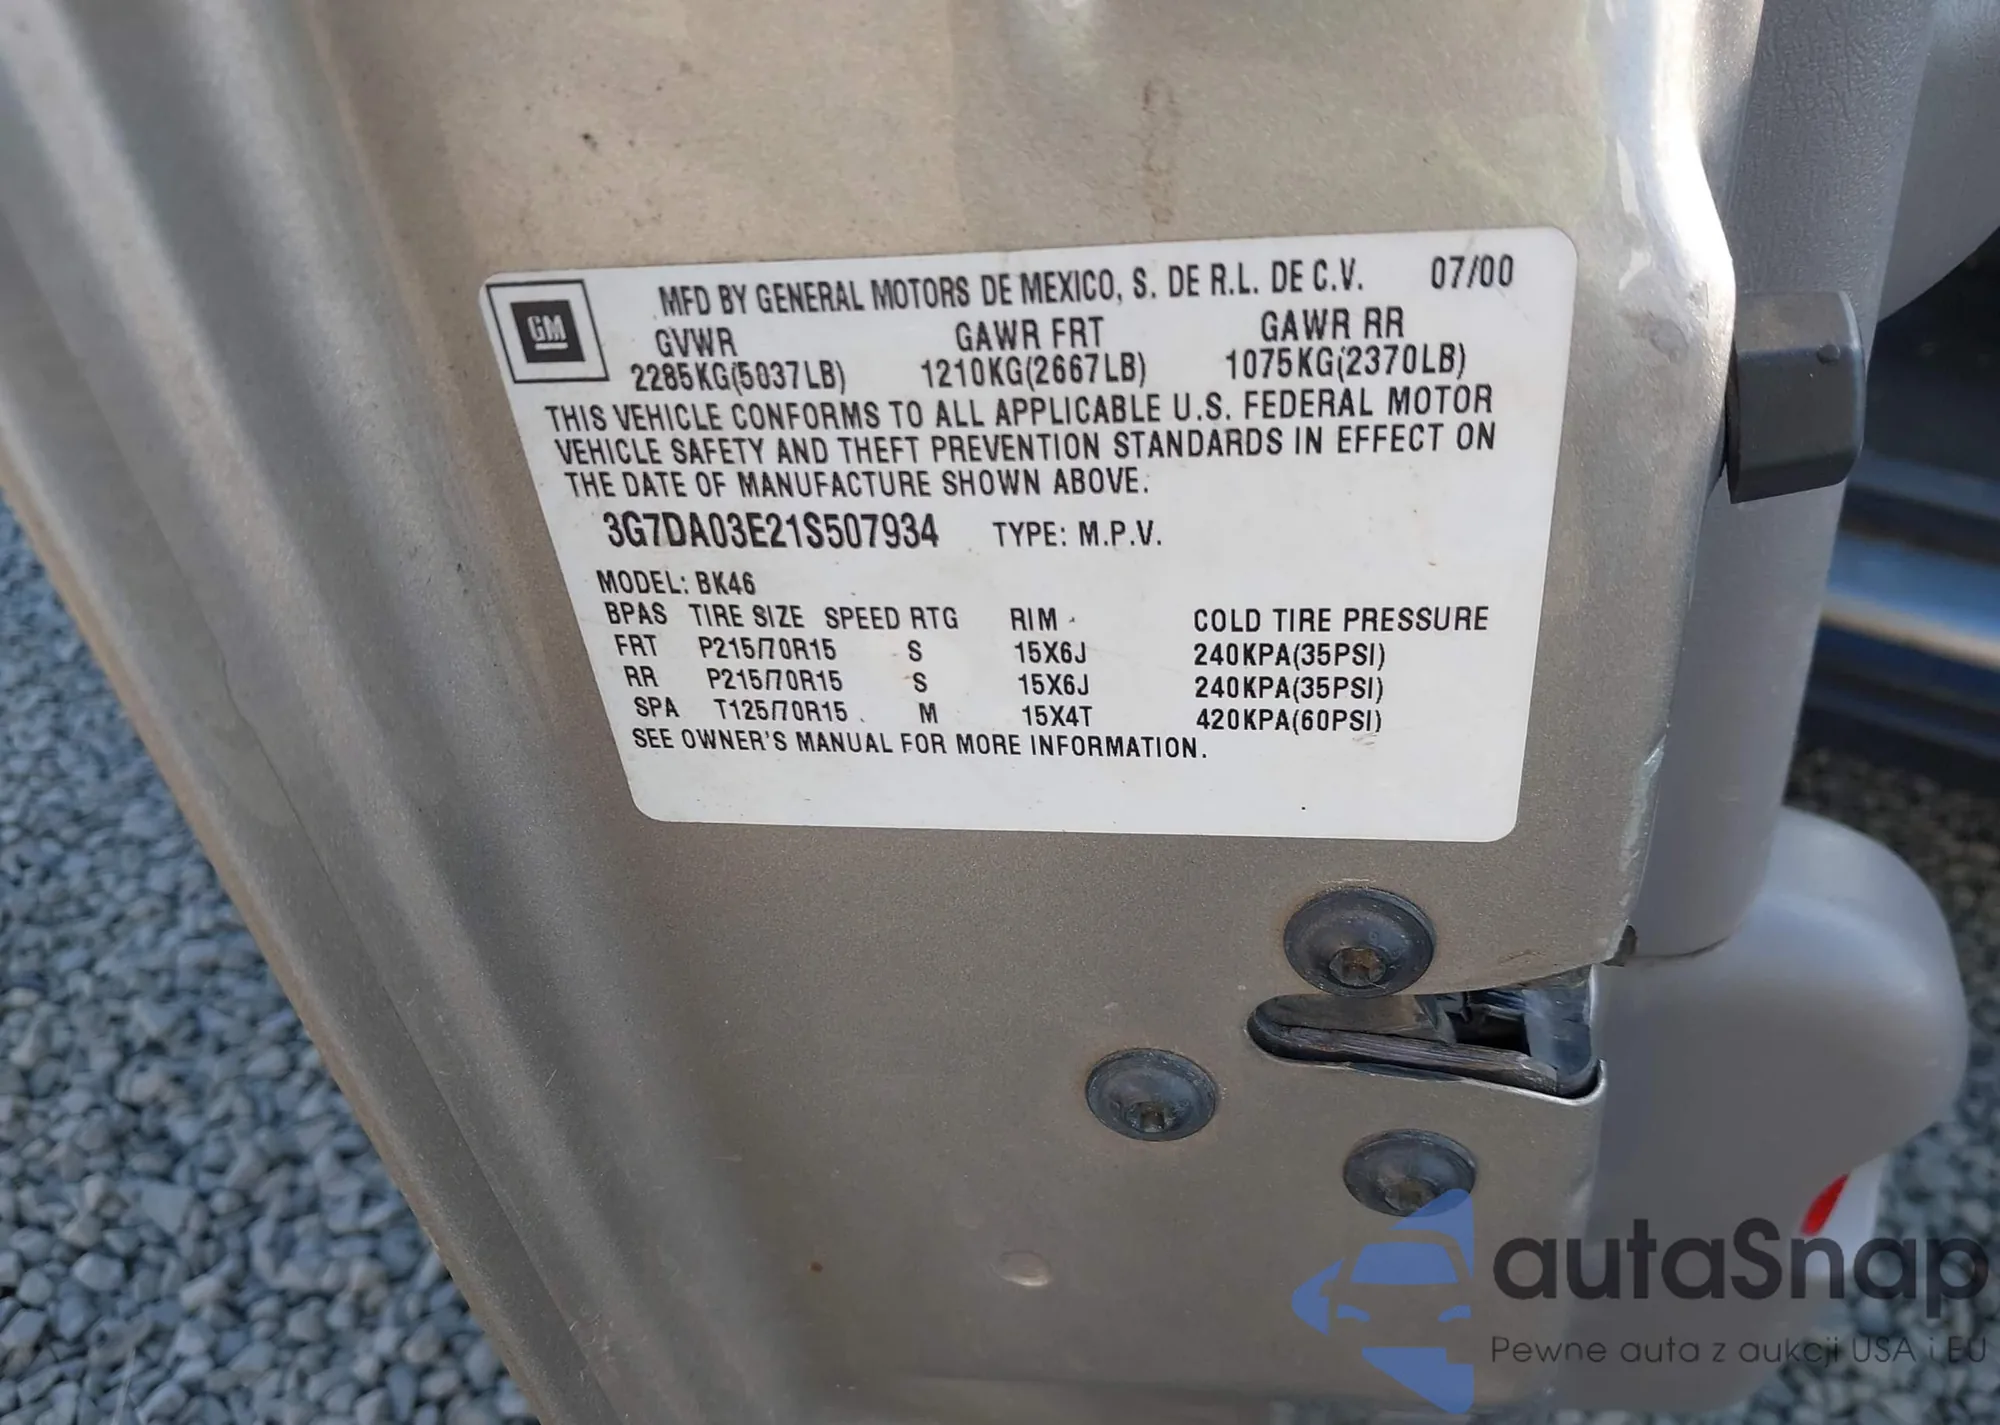 MFD BY GENERAL MOTORS DE MEXICO, S. DE R.L. DE C.V. 07/00
GM
GVWR GAWR FRT GAWR RR
2285KG(5037LB) 1210KG(2667LB) 1075KG(2370LB)
THIS VEHICLE CONFORMS TO ALL APPLICABLE U.S. FEDERAL MOTOR
VEHICLE SAFETY AND THEFT PREVENTION STANDARDS IN EFFECT ON
THE DATE OF MANUFACTURE SHOWN ABOVE.
3G7DA03E21S507934 TYPE: M.P.V.
MODEL: BK46
BPAS TIRE SIZE SPEED RTG RIM COLD TIRE PRESSURE
FRT P215/70R15 S 15X6J 240KPA(35PSI)
RR P215/70R15 S 15X6J 240KPA(35PSI)
SPA T125/70R15 M 15X4T 420KPA(60PSI)
SEE OWNER'S MANUAL FOR MORE INFORMATION.
autaSnap
Pewne auta z aukcji USA i EU